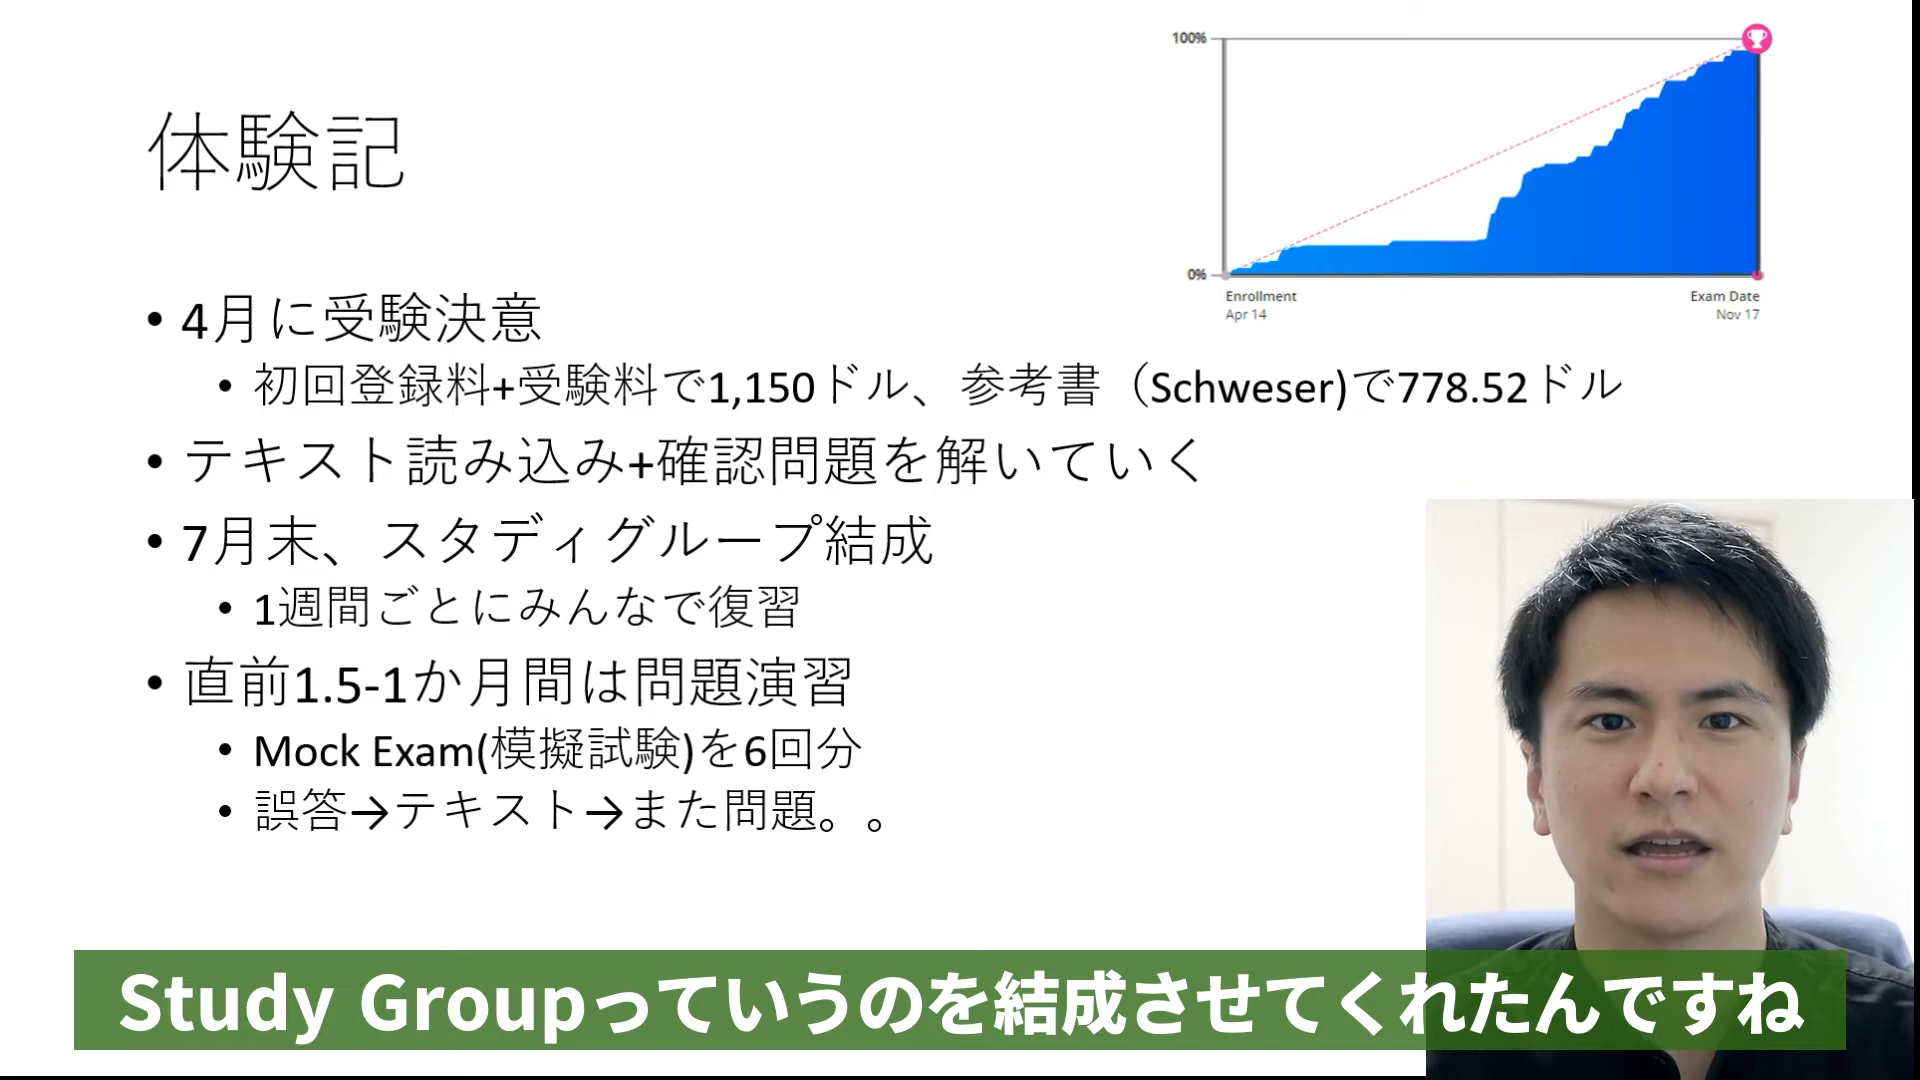 体験記
100%
0%
Enrollment
Apr 14
Exam Date
Nov 17
• 4月に受験決意
• 初回登録料+受験料で1,150ドル、参考書（Schweser)で778.52ドル
• テキスト読み込み+確認問題を解いていく
• 7月末、スタディグループ結成
• 1週間ごとにみんなで復習
• 直前1.5-1か月間は問題演習
• Mock Exam(模擬試験)を6回分
• 誤答→テキスト→また問題。。
Study Groupっていうのを結成させてくれたんですね